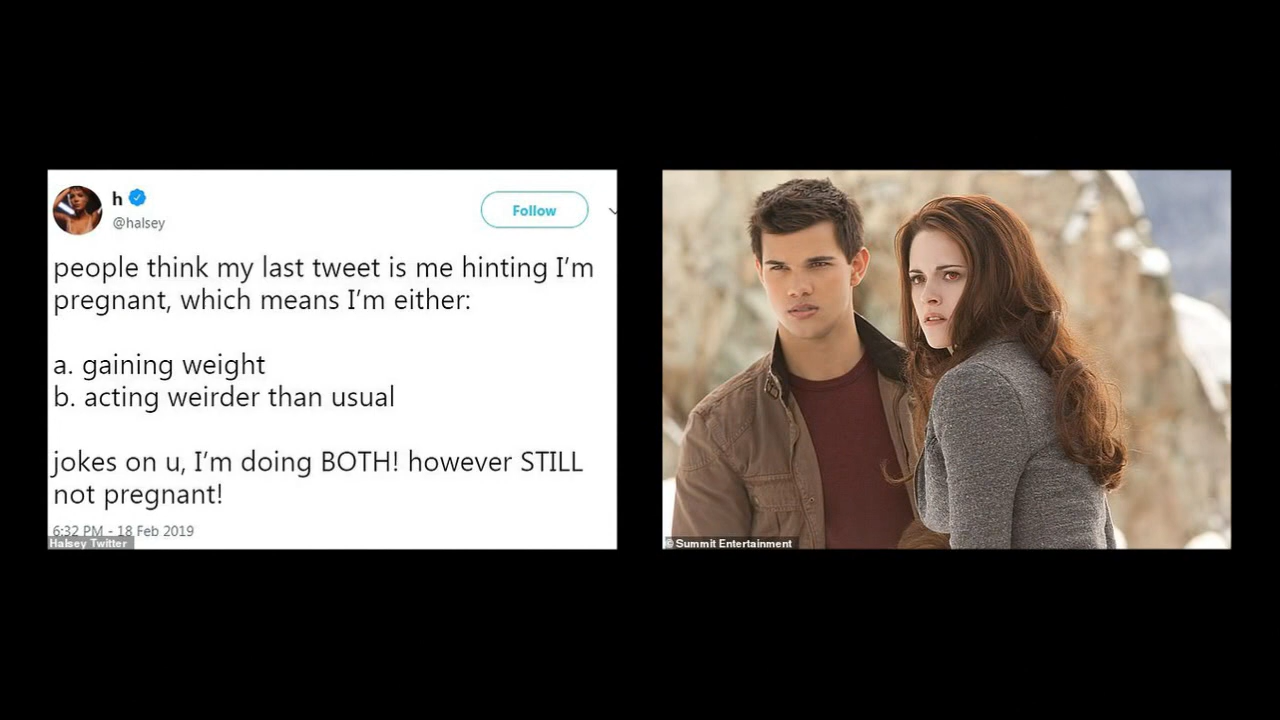 h
@halsey
Follow
people think my last tweet is me hinting I'm
pregnant, which means I'm either:
a. gaining weight
b. acting weirder than usual
jokes on u, I'm doing BOTH! however STILL
not pregnant!
6:32 PM - 18 Feb 2019
Halsey Twitter
© Summit Entertainment